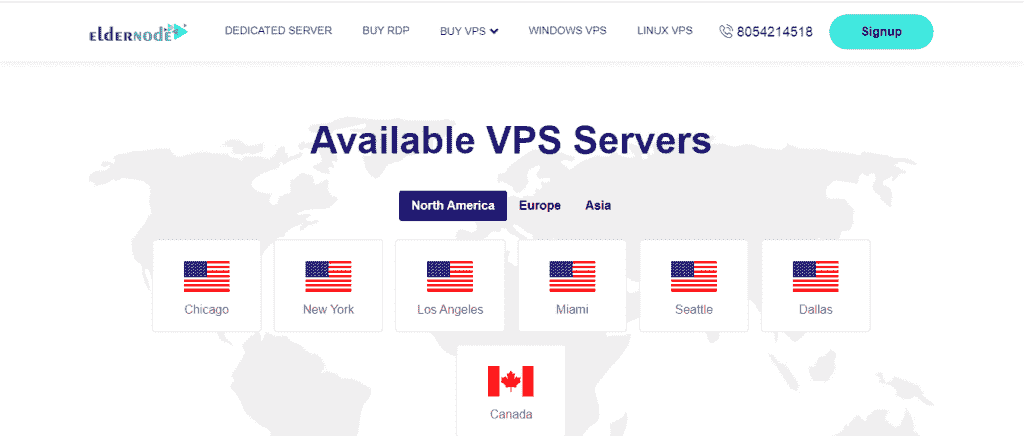 eldernode DEDICATED SERVER BUY RDP BUY VPS WINDOWS VPS LINUX VPS 8054214518 Signup
Available VPS Servers
North America Europe Asia
Chicago New York Los Angeles Miami Seattle Dallas
Canada